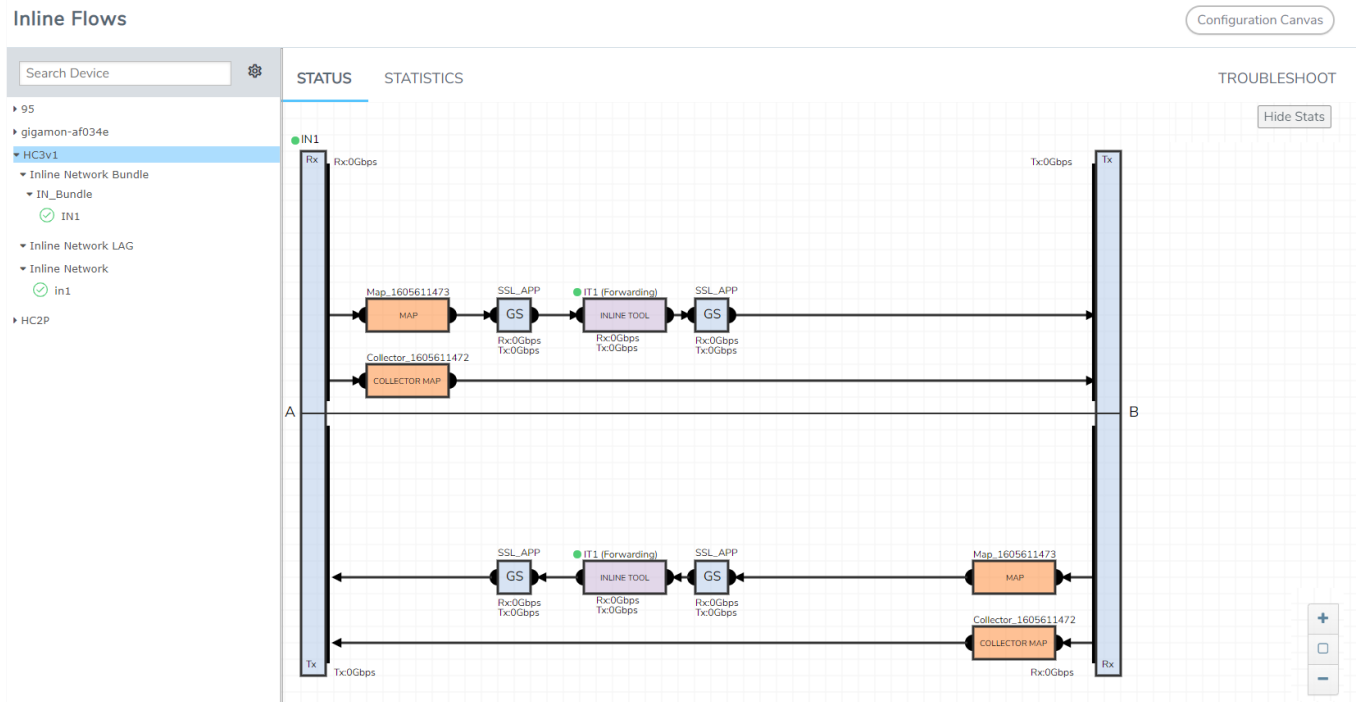 Inline Flows
Configuration Canvas
Search Device
95
gigamon-af034e
HC3v1
Inline Network Bundle
IN_Bundle
IN1
Inline Network LAG
Inline Network
in1
HC2P
STATUS STATISTICS TROUBLESHOOT
Hide Stats
IN1
Rx Rx:0Gbps Tx:0Gbps Tx
Map_1605611473 SSL_APP IT1 (Forwarding) SSL_APP
MAP GS INLINE TOOL GS
Rx:0Gbps Rx:0Gbps Rx:0Gbps
Tx:0Gbps Tx:0Gbps Tx:0Gbps
Collector_1605611472
COLLECTOR MAP
A B
SSL_APP IT1 (Forwarding) SSL_APP Map_1605611473
GS INLINE TOOL GS MAP
Rx:0Gbps Rx:0Gbps Rx:0Gbps
Tx:0Gbps Tx:0Gbps Tx:0Gbps
Collector_1605611472
COLLECTOR MAP
Tx Tx:0Gbps Rx:0Gbps Rx